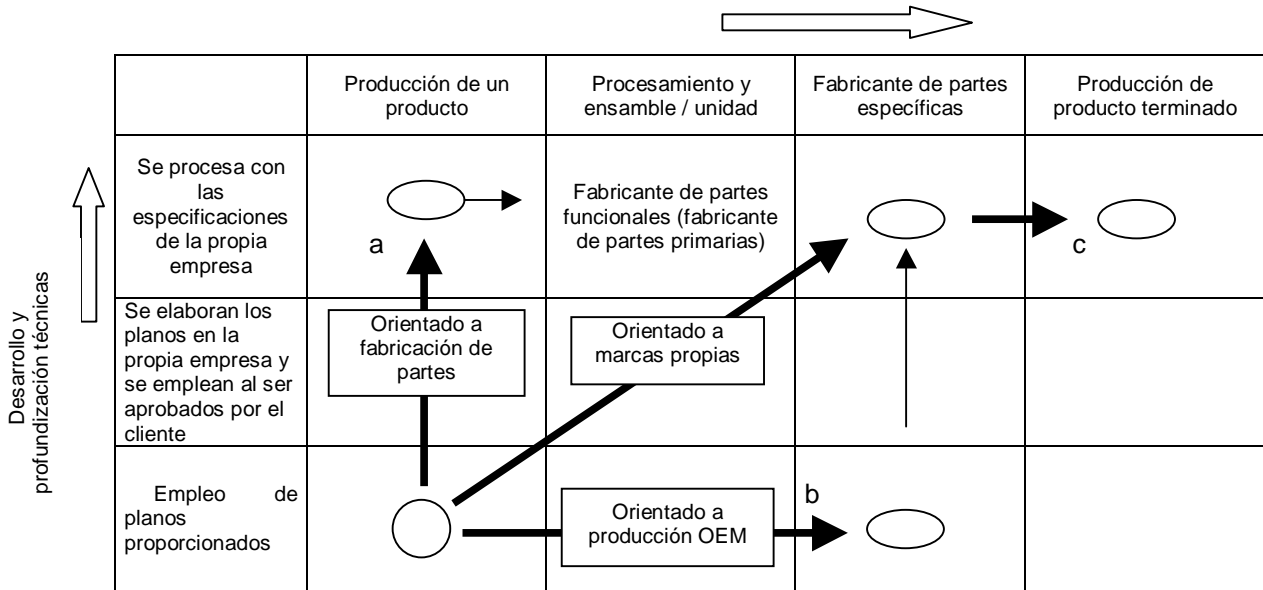 Producción de un
producto
Procesamiento y
ensamble / unidad
Fabricante de partes
específicas
Producción de
producto terminado
Desarrollo y
profundización técnicas
Se procesa con
las
especificaciones
de la propia
empresa
a
Fabricante de partes
funcionales (fabricante
de partes primarias)
c
Se elaboran los
planos en la
propia empresa y
se emplean al ser
aprobados por el
cliente
Orientado a
fabricación de
partes
Orientado a
marcas propias
Empleo de
planos
proporcionados
Orientado a
producción OEM
b